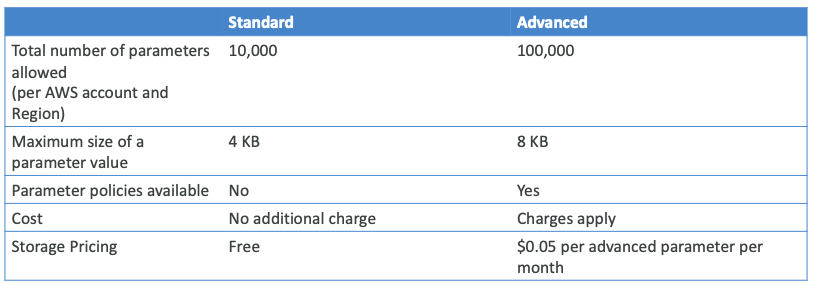 Standard Advanced
Total number of parameters 10,000 100,000
allowed
(per AWS account and
Region)
Maximum size of a 4 KB 8 KB
parameter value
Parameter policies available No Yes
Cost No additional charge Charges apply
Storage Pricing Free $0.05 per advanced parameter per
month